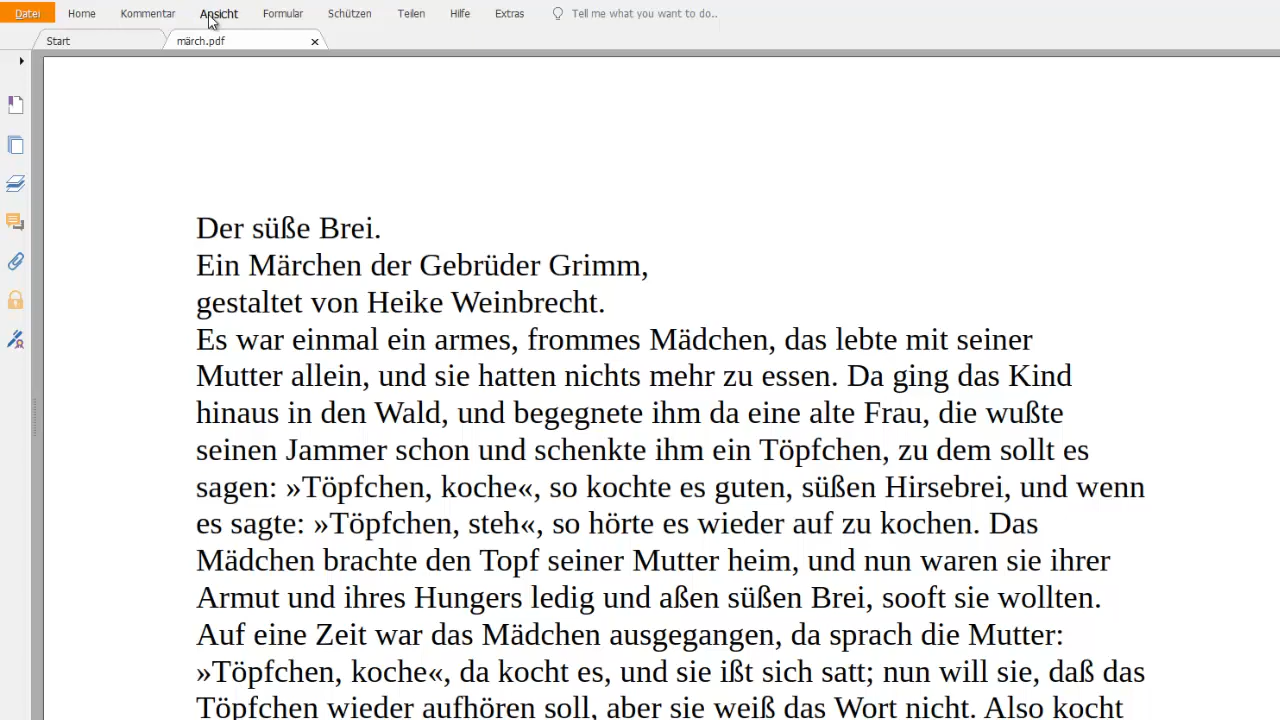 Datei Home Kommentar Ansicht Formular Schützen Teilen Hilfe Extras Tell me what you want to do..
Start märch.pdf
Der süße Brei.
Ein Märchen der Gebrüder Grimm,
gestaltet von Heike Weinbrecht.
Es war einmal ein armes, frommes Mädchen, das lebte mit seiner
Mutter allein, und sie hatten nichts mehr zu essen. Da ging das Kind
hinaus in den Wald, und begegnete ihm da eine alte Frau, die wußte
seinen Jammer schon und schenkte ihm ein Töpfchen, zu dem sollt es
sagen: »Töpfchen, koche«, so kochte es guten, süßen Hirsebrei, und wenn
es sagte: »Töpfchen, steh«, so hörte es wieder auf zu kochen. Das
Mädchen brachte den Topf seiner Mutter heim, und nun waren sie ihrer
Armut und ihres Hungers ledig und aßen süßen Brei, sooft sie wollten.
Auf eine Zeit war das Mädchen ausgegangen, da sprach die Mutter:
»Töpfchen, koche«, da kocht es, und sie ißt sich satt; nun will sie, daß das
Töpfchen wieder aufhören soll, aber sie weiß das Wort nicht. Also kocht